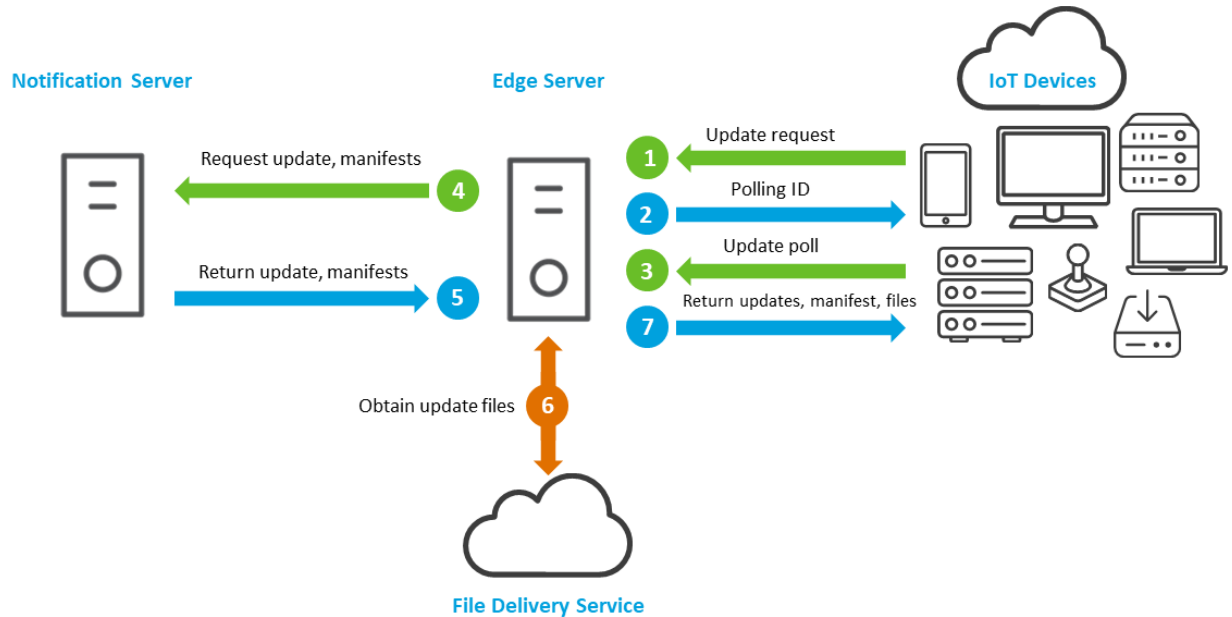 Notification Server
Edge Server
IoT Devices
Request update, manifests
4
Return update, manifests
5
1
Update request
2
Polling ID
3
Update poll
7
Return updates, manifest, files
Obtain update files
6
File Delivery Service